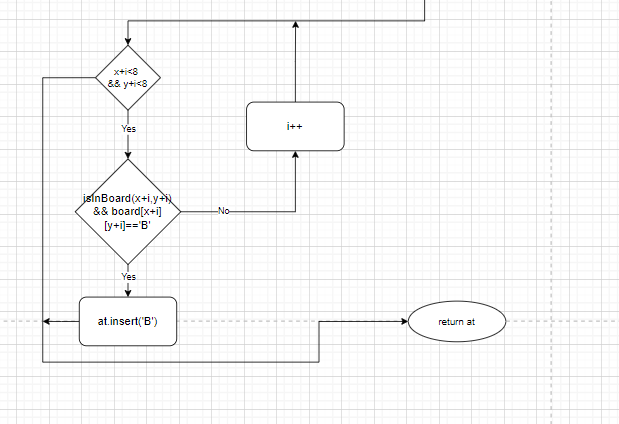 x+i<8
&& y+i<8
i++
Yes
isInBoard(x+i,y+i)
&& board[x+i]
[y+i]=='B'
No
Yes
at.insert('B')
return at